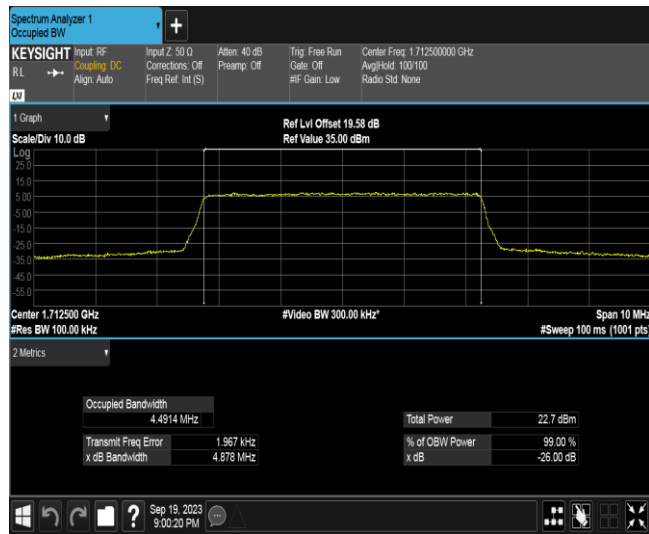 Spectrum Analyzer 1
Occupied BW
KEYSIGHT Input: RF Input Z: 50 Ω Atten: 40 dB Trig: Free Run Center Freq: 1.712500000 GHz
RL Coupling: DC Corrections: Off Preamp: Off Gate: Off Avg|Hold: 100/100
Align: Auto Freq Ref: Int (S) #IF Gain: Low Radio Std: None
LXI
1 Graph
Ref Lvl Offset 19.58 dB
Scale/Div 10.0 dB Ref Value 35.00 dBm
Log
25.0
15.0
5.00
-5.00
-15.0
-25.0
-35.0
-45.0
-55.0
Center 1.712500 GHz #Video BW 300.00 kHz* Span 10 MHz
#Res BW 100.00 kHz #Sweep 100 ms (1001 pts)
2 Metrics
Occupied Bandwidth
4.4914 MHz Total Power 22.7 dBm
Transmit Freq Error 1.967 kHz % of OBW Power 99.00 %
x dB Bandwidth 4.878 MHz x dB -26.00 dB
? Sep 19, 2023
9:00:20 PM